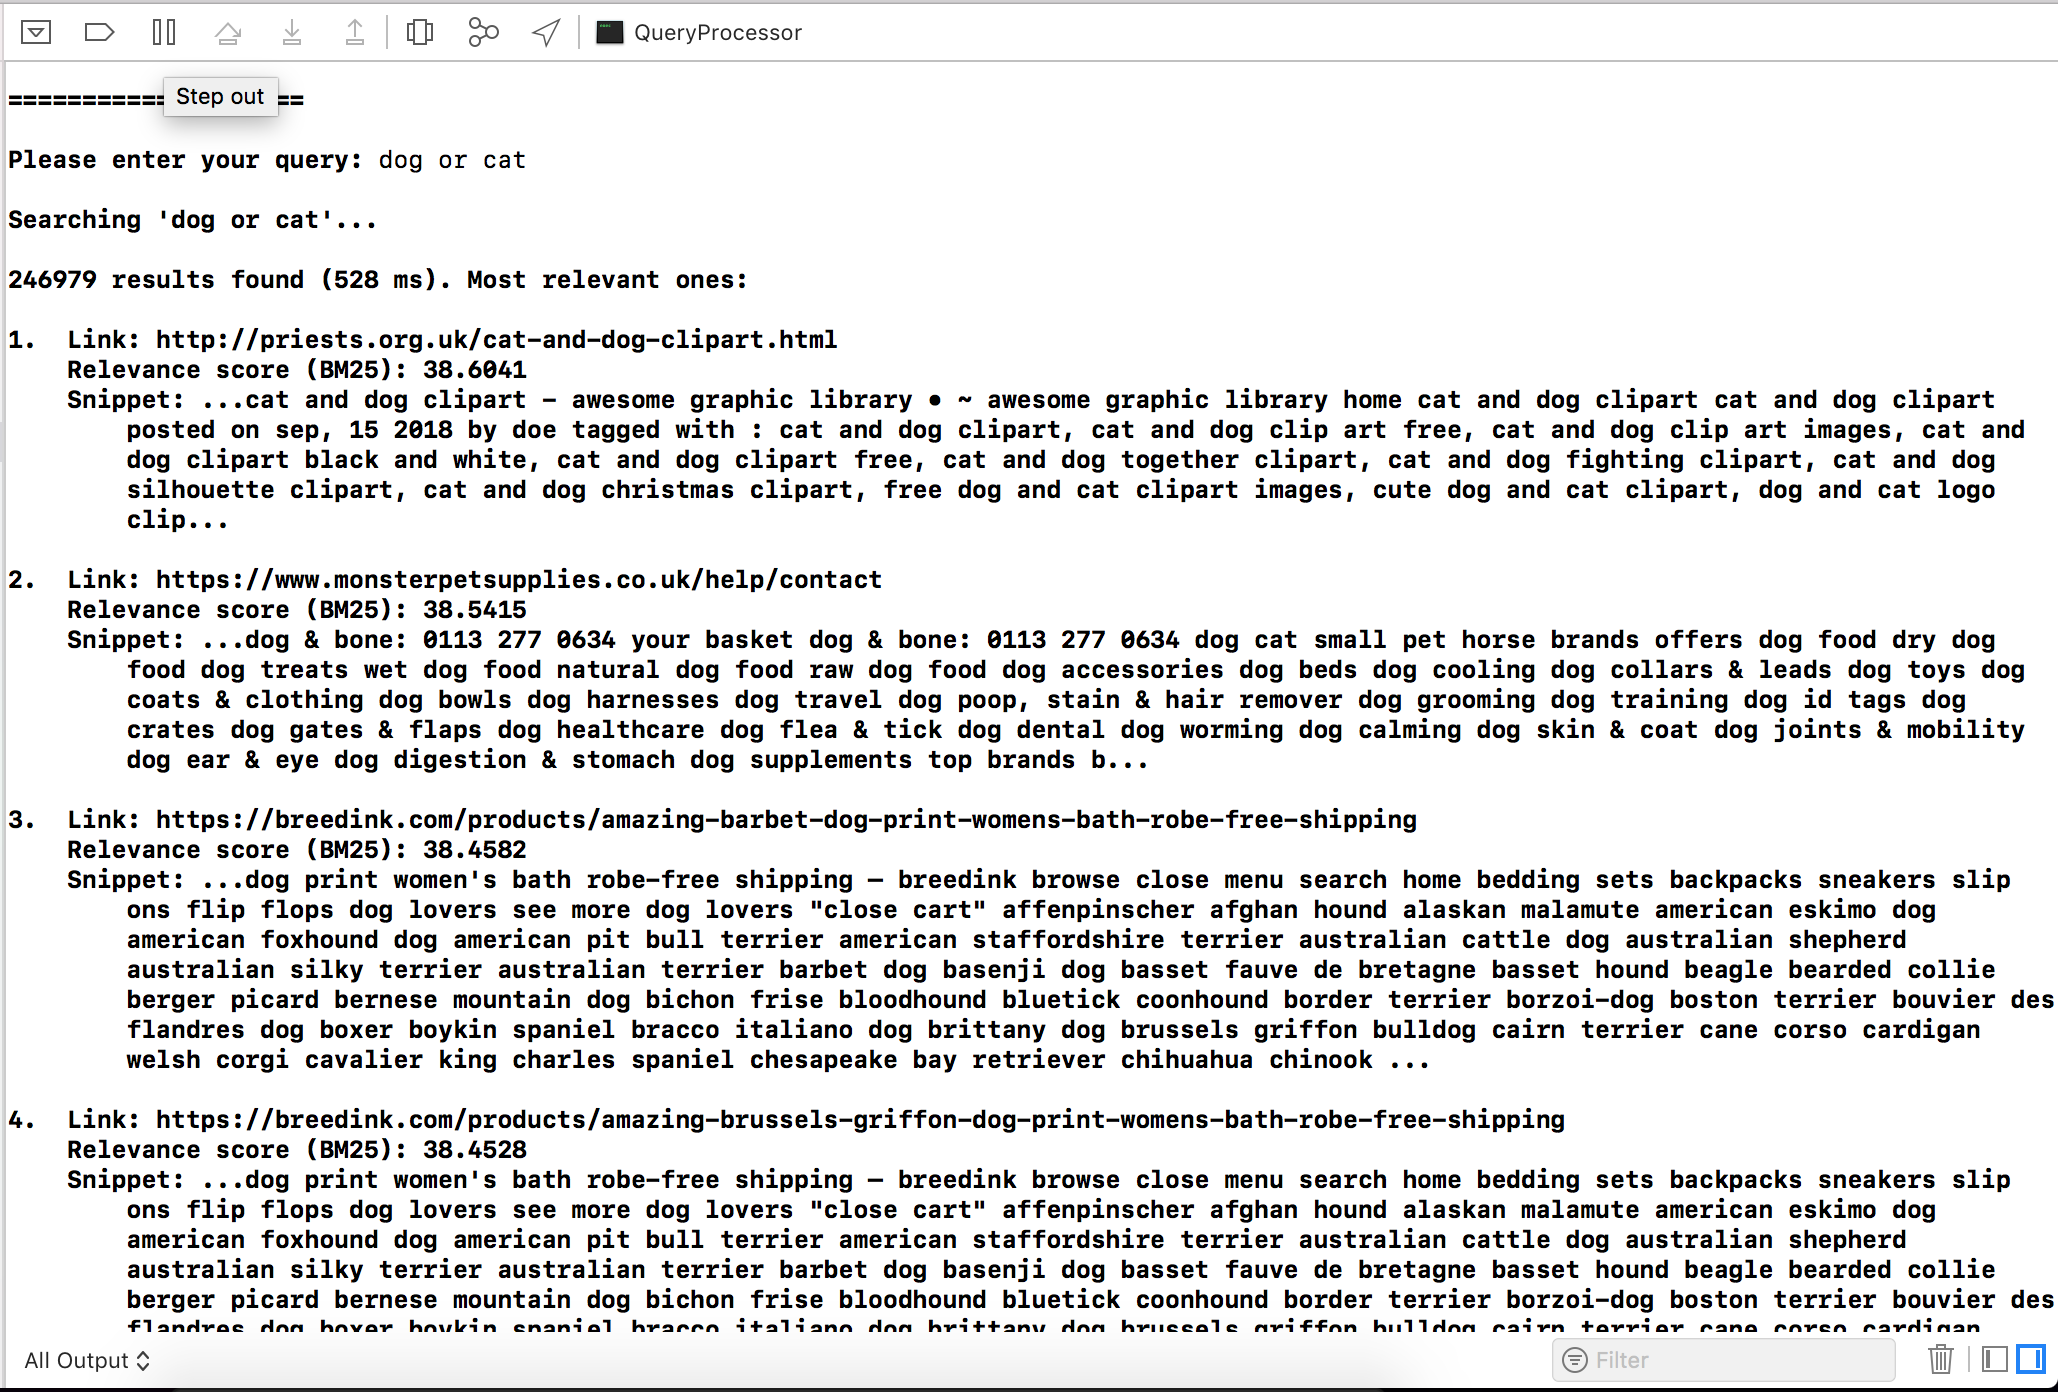 QueryProcessor
==================== Step out
Please enter your query: dog or cat
Searching 'dog or cat'...
246979 results found (528 ms). Most relevant ones:
1. Link: http://priests.org.uk/cat-and-dog-clipart.html
Relevance score (BM25): 38.6041
Snippet: ...cat and dog clipart - awesome graphic library • ~ awesome graphic library home cat and dog clipart cat and dog clipart
posted on sep, 15 2018 by doe tagged with : cat and dog clipart, cat and dog clip art free, cat and dog clip art images, cat and
dog clipart black and white, cat and dog clipart free, cat and dog together clipart, cat and dog fighting clipart, cat and dog
silhouette clipart, cat and dog christmas clipart, free dog and cat clipart images, cute dog and cat clipart, dog and cat logo
clip...
2. Link: https://www.monsterpetsupplies.co.uk/help/contact
Relevance score (BM25): 38.5415
Snippet: ...dog & bone: 0113 277 0634 your basket dog & bone: 0113 277 0634 dog cat small pet horse brands offers dog food dry dog
food dog treats wet dog food natural dog food raw dog food dog accessories dog beds dog cooling dog collars & leads dog toys dog
coats & clothing dog bowls dog harnesses dog travel dog poop, stain & hair remover dog grooming dog training dog id tags dog
crates dog gates & flaps dog healthcare dog flea & tick dog dental dog worming dog calming dog skin & coat dog joints & mobility
dog ear & eye dog digestion & stomach dog supplements top brands b...
3. Link: https://breedink.com/products/amazing-barbet-dog-print-womens-bath-robe-free-shipping
Relevance score (BM25): 38.4582
Snippet: ...dog print women's bath robe-free shipping – breedink browse close menu search home bedding sets backpacks sneakers slip
ons flip flops dog lovers see more dog lovers "close cart" affenpinscher afghan hound alaskan malamute american eskimo dog
american foxhound dog american pit bull terrier american staffordshire terrier australian cattle dog australian shepherd
australian silky terrier australian terrier barbet dog basenji dog basset fauve de bretagne basset hound beagle bearded collie
berger picard bernese mountain dog bichon frise bloodhound bluetick coonhound border terrier borzoi-dog boston terrier bouvier des
flandres dog boxer boykin spaniel bracco italiano dog brittany dog brussels griffon bulldog cairn terrier cane corso cardigan
welsh corgi cavalier king charles spaniel chesapeake bay retriever chihuahua chinook ...
4. Link: https://breedink.com/products/amazing-brussels-griffon-dog-print-womens-bath-robe-free-shipping
Relevance score (BM25): 38.4528
Snippet: ...dog print women's bath robe-free shipping – breedink browse close menu search home bedding sets backpacks sneakers slip
ons flip flops dog lovers see more dog lovers "close cart" affenpinscher afghan hound alaskan malamute american eskimo dog
american foxhound dog american pit bull terrier american staffordshire terrier australian cattle dog australian shepherd
australian silky terrier australian terrier barbet dog basenji dog basset fauve de bretagne basset hound beagle bearded collie
berger picard bernese mountain dog bichon frise bloodhound bluetick coonhound border terrier borzoi-dog boston terrier bouvier des
flandres dog boxer boykin spaniel bracco italiano dog brittany dog brussels griffon bulldog cairn terrier cane corso cardigan
All Output Filter